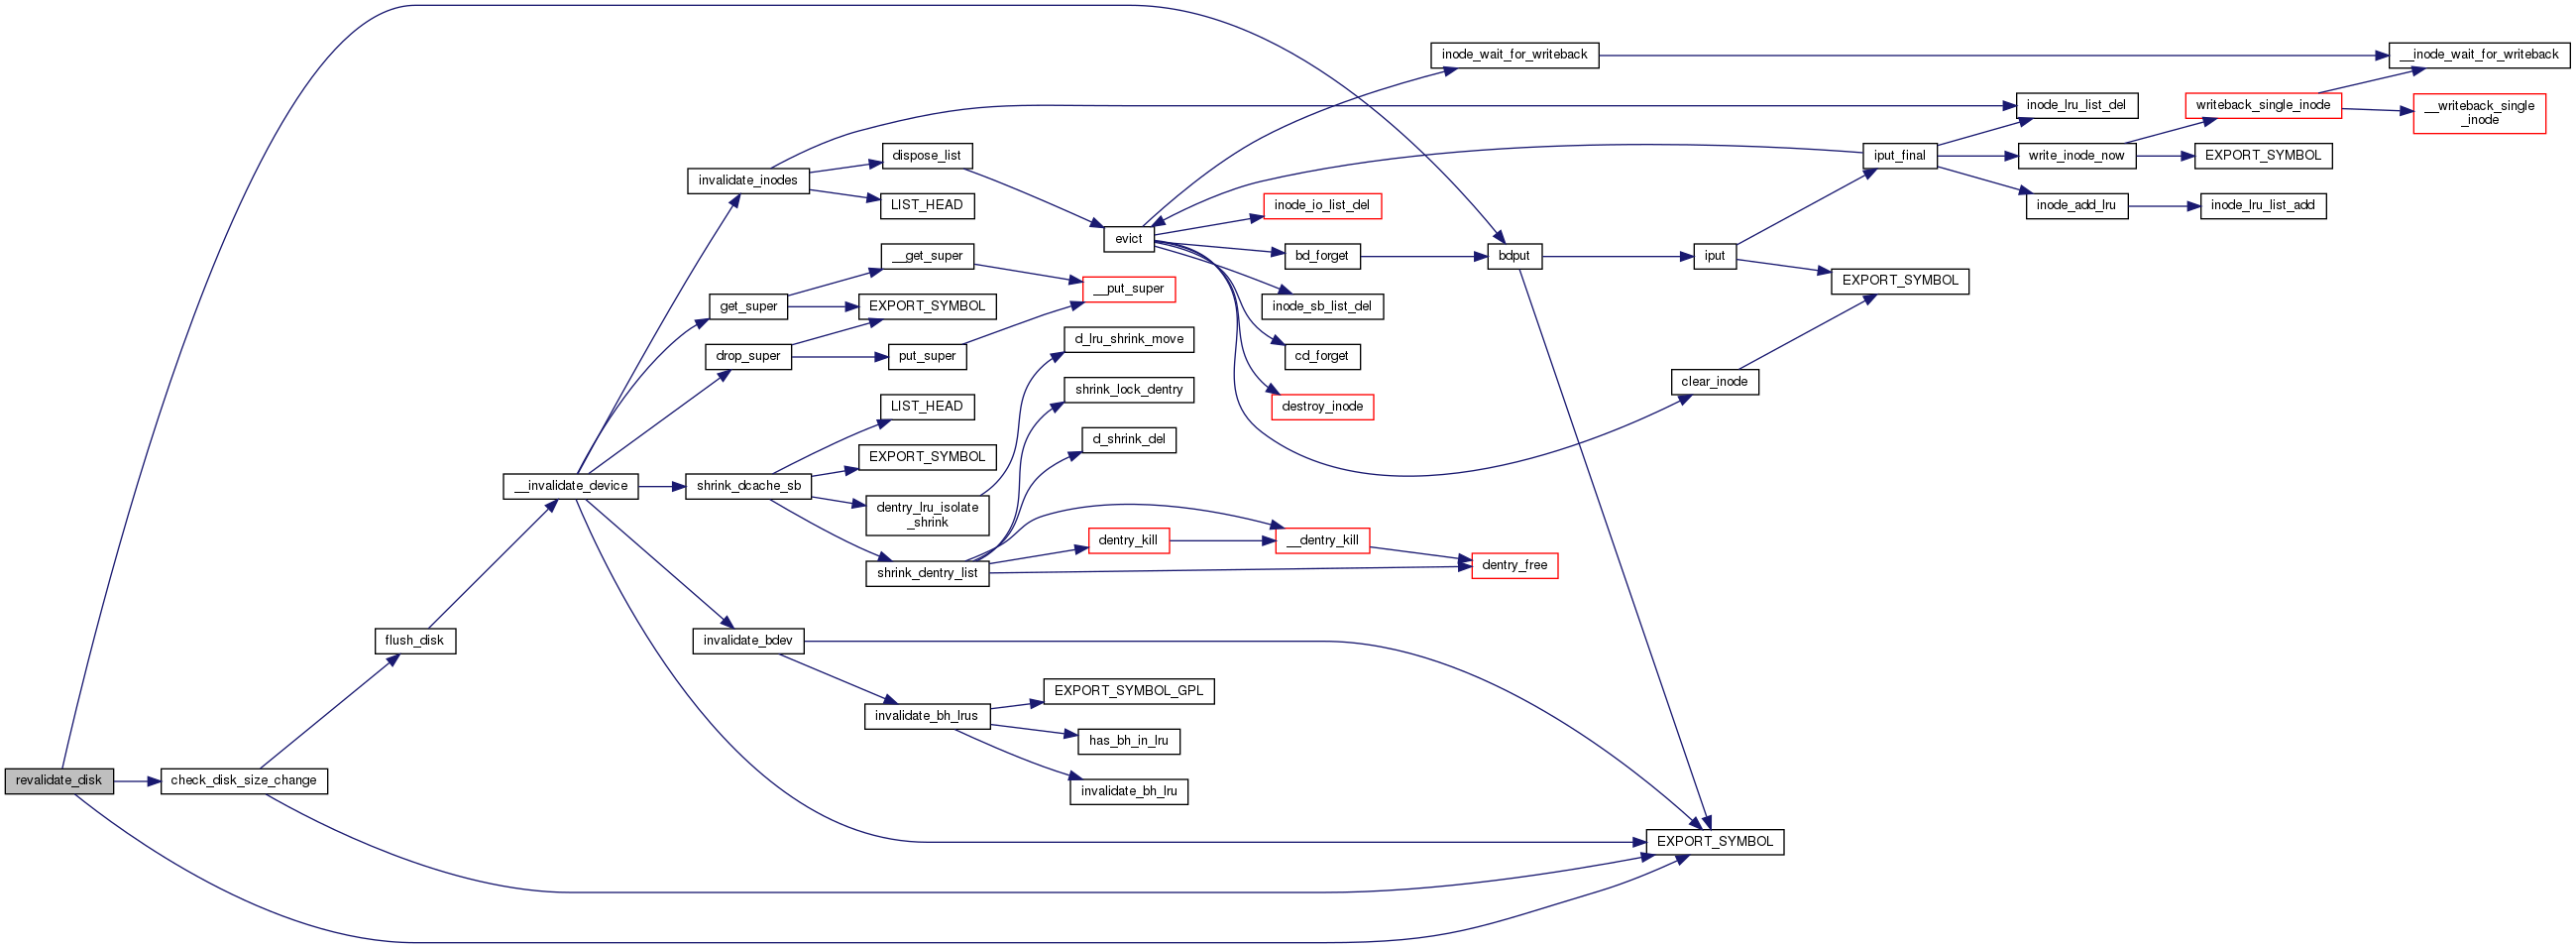 inode_wait_for_writeback
__inode_wait_for_writeback
inode_lru_list_del
writeback_single_inode
__writeback_single
_inode
dispose_list
iput_final
write_inode_now
EXPORT_SYMBOL
invalidate_inodes
LIST_HEAD
inode_io_list_del
inode_add_lru
inode_lru_list_add
evict
__get_super
bd_forget
bdput
iput
__put_super
EXPORT_SYMBOL
get_super
EXPORT_SYMBOL
inode_sb_list_del
d_lru_shrink_move
drop_super
put_super
cd_forget
shrink_lock_dentry
clear_inode
LIST_HEAD
destroy_inode
d_shrink_del
EXPORT_SYMBOL
__invalidate_device
shrink_dcache_sb
dentry_lru_isolate
_shrink
dentry_kill
__dentry_kill
shrink_dentry_list
dentry_free
flush_disk
invalidate_bdev
EXPORT_SYMBOL_GPL
invalidate_bh_lrus
has_bh_in_lru
revalidate_disk
check_disk_size_change
invalidate_bh_lru
EXPORT_SYMBOL